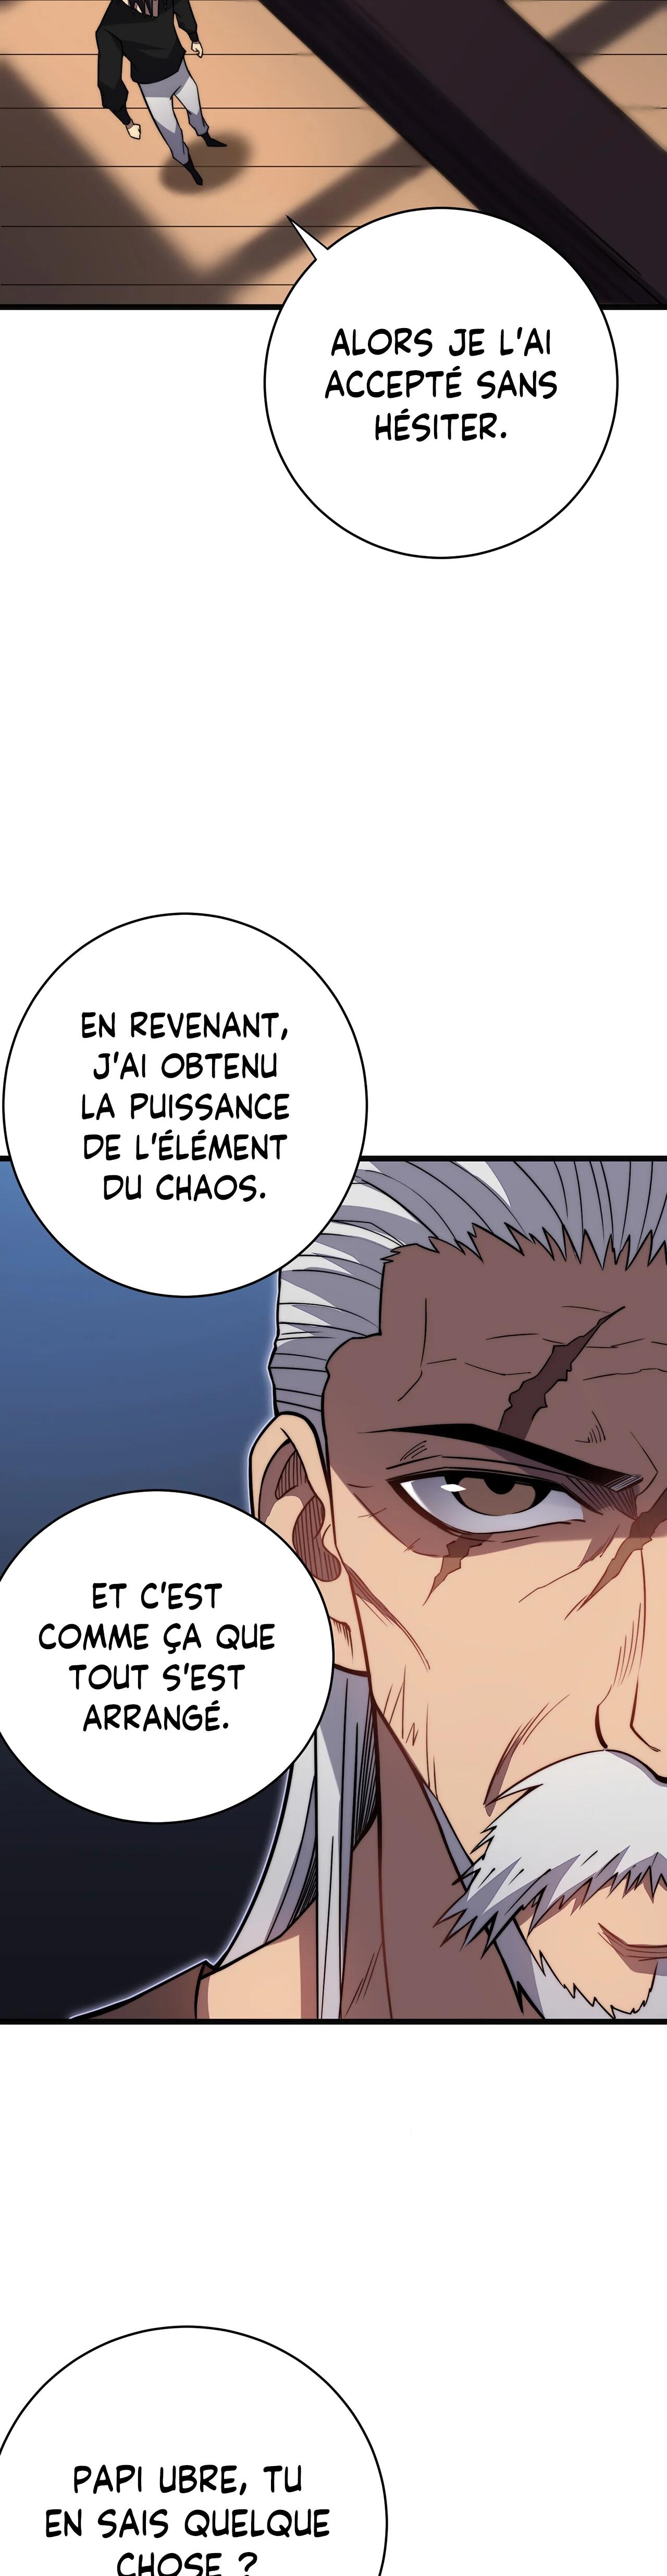 ALORS JE L'AI
ACCEPTÉ SANS
HÉSITER.
EN REVENANT,
J'AI OBTENU
LA PUISSANCE
DE L'ÉLÉMENT
DU CHAOS.
ET C'EST
COMME ÇA QUE
TOUT S'EST
ARRANGÉ.
PAPI UBRE, TU
EN SAIS QUELQUE
CHOSE ?